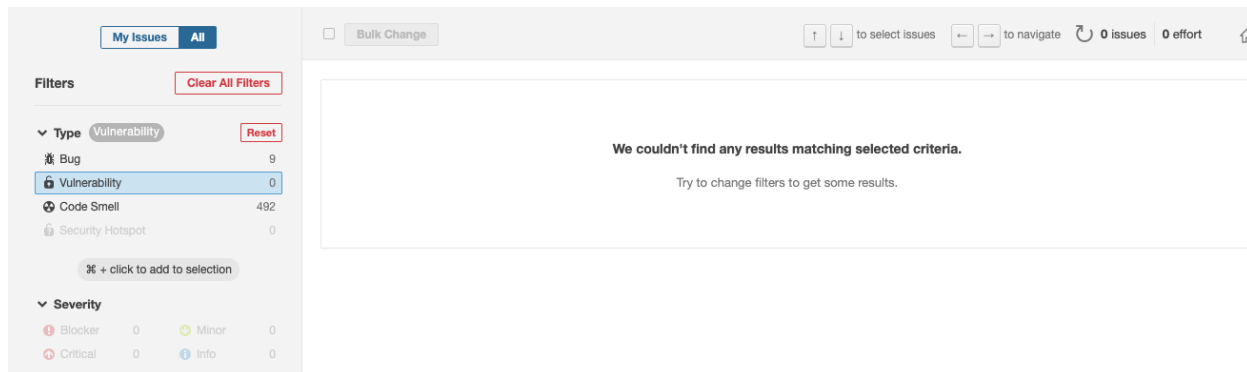 My Issues All
Bulk Change
↑ ↓ to select issues ← → to navigate 0 issues 0 effort
Filters Clear All Filters
Type Vulnerability Reset
Bug 9
Vulnerability 0
Code Smell 492
Security Hotspot 0
⌘ + click to add to selection
Severity
Blocker 0 Minor 0
Critical 0 Info 0
We couldn't find any results matching selected criteria.
Try to change filters to get some results.